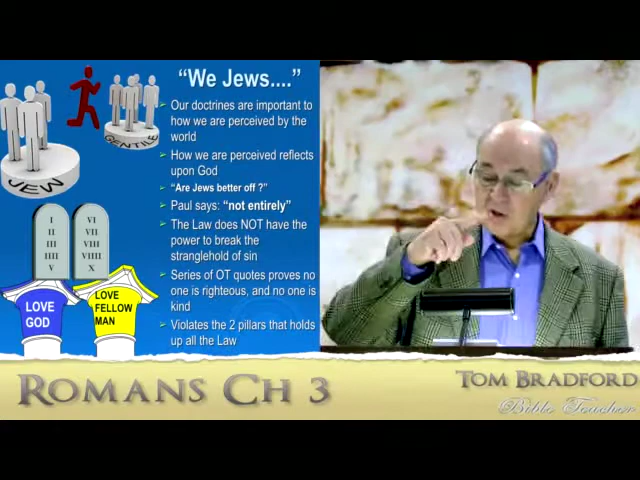 “We Jews....”
Our doctrines are important to
how we are perceived by the
world
How we are perceived reflects
upon God
“Are Jews better off ?”
Paul says: “not entirely”
The Law does NOT have the
power to break the
stranglehold of sin
Series of OT quotes proves no
one is righteous, and no one is
kind
Violates the 2 pillars that holds
up all the Law
JEW
GENTILE
I
II
III
IIII
V
VI
VII
VIII
VIIII
X
LOVE
GOD
LOVE
FELLOW
MAN
ROMANS CH 3
TOM BRADFORD
Bible Teacher